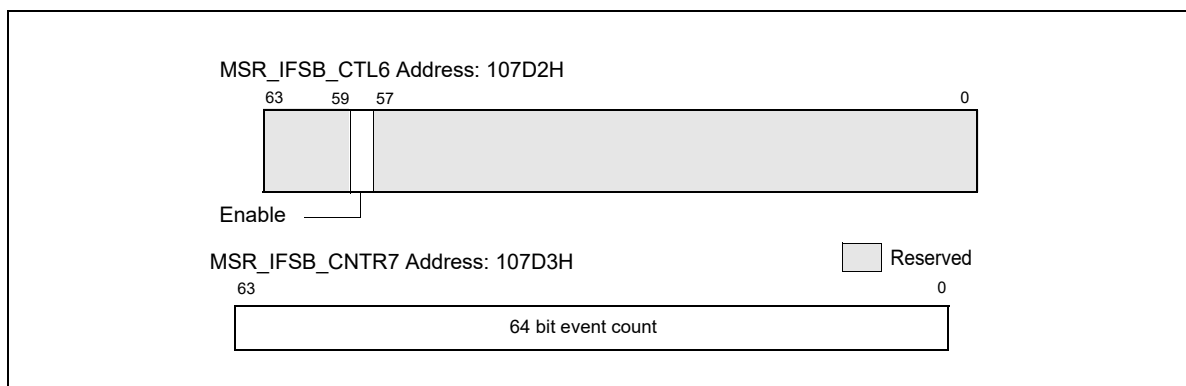 MSR_IFSB_CTL6 Address: 107D2H
63 59 57 0
Enable
Reserved
MSR_IFSB_CNTR7 Address: 107D3H
63 0
64 bit event count